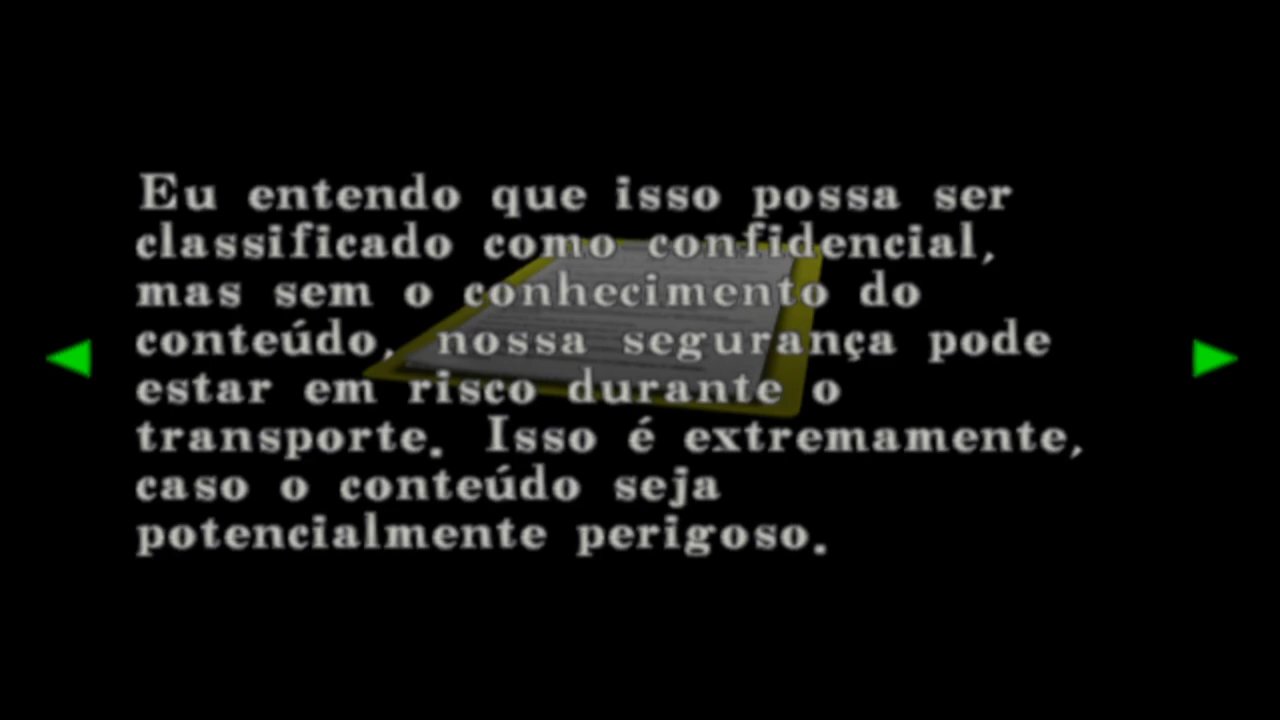 Eu entendo que isso possa ser
classificado como confidencial,
mas sem o conhecimento do
conteúdo, nossa segurança pode
estar em risco durante o
transporte. Isso é extremamente,
caso o conteúdo seja
potencialmente perigoso.